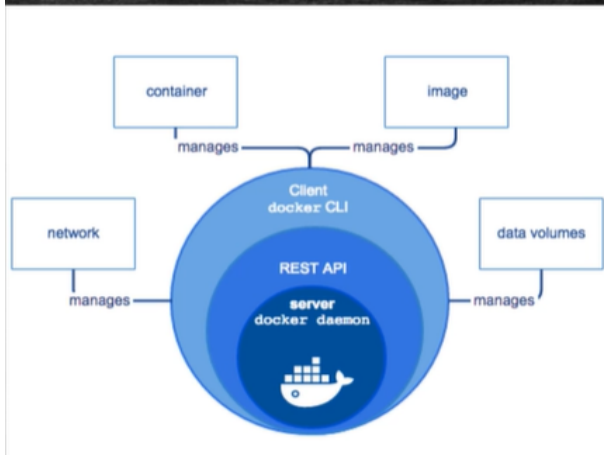 container
image
manages
manages
Client
docker CLI
network
data volumes
REST API
manages
server
docker daemon
manages